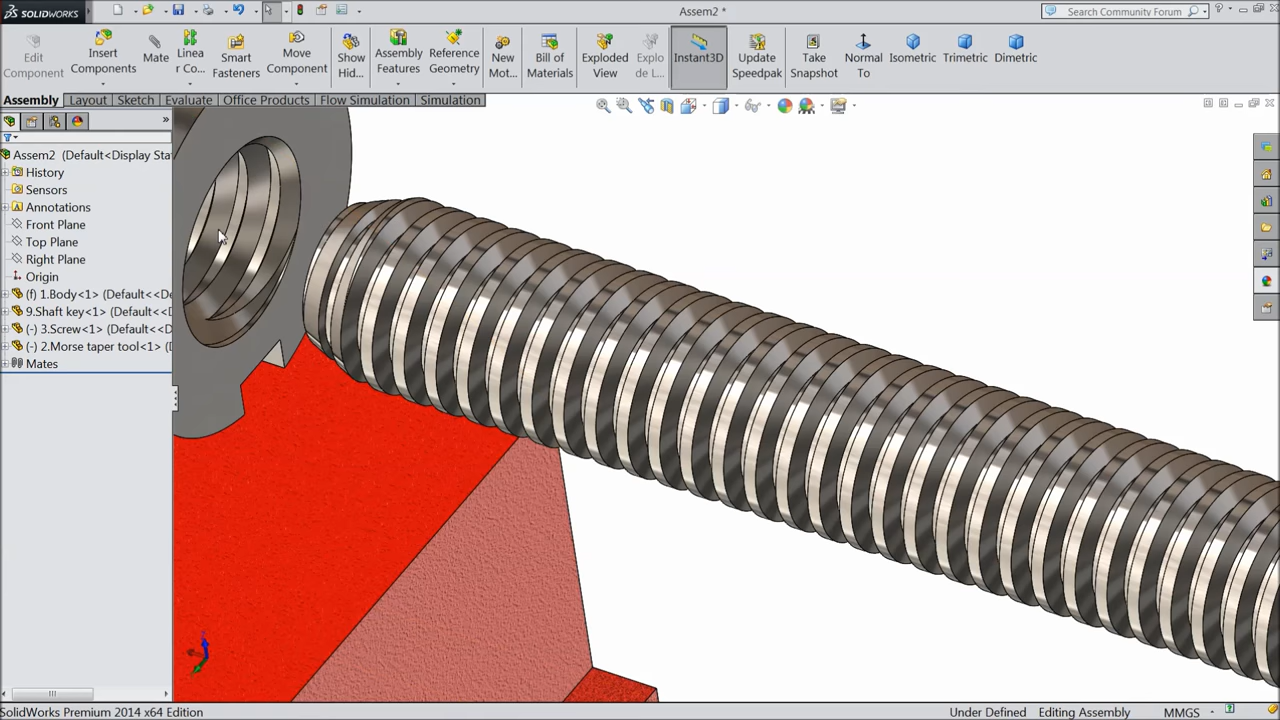 SOLIDWORKS
Assem2 *
Search Community Forum
Edit Component
Insert Components
Mate
Linea r Co...
Smart Fasteners
Move Component
Show Hid...
Assembly Features
Reference Geometry
New Mot...
Bill of Materials
Exploded View
Explo de L...
Instant3D
Update Speedpak
Take Snapshot
Normal To
Isometric
Trimetric
Dimetric
Assembly
Layout
Sketch
Evaluate
Office Products
Flow Simulation
Simulation
Assem2 (Default<Display Sta
History
Sensors
Annotations
Front Plane
Top Plane
Right Plane
Origin
(f) 1.Body<1> (Default<<De
9.Shaft key<1> (Default<<D
(-) 3.Screw<1> (Default<<D
(-) 2.Morse taper tool<1> (D
Mates
SolidWorks Premium 2014 x64 Edition
Under Defined
Editing Assembly
MMGS